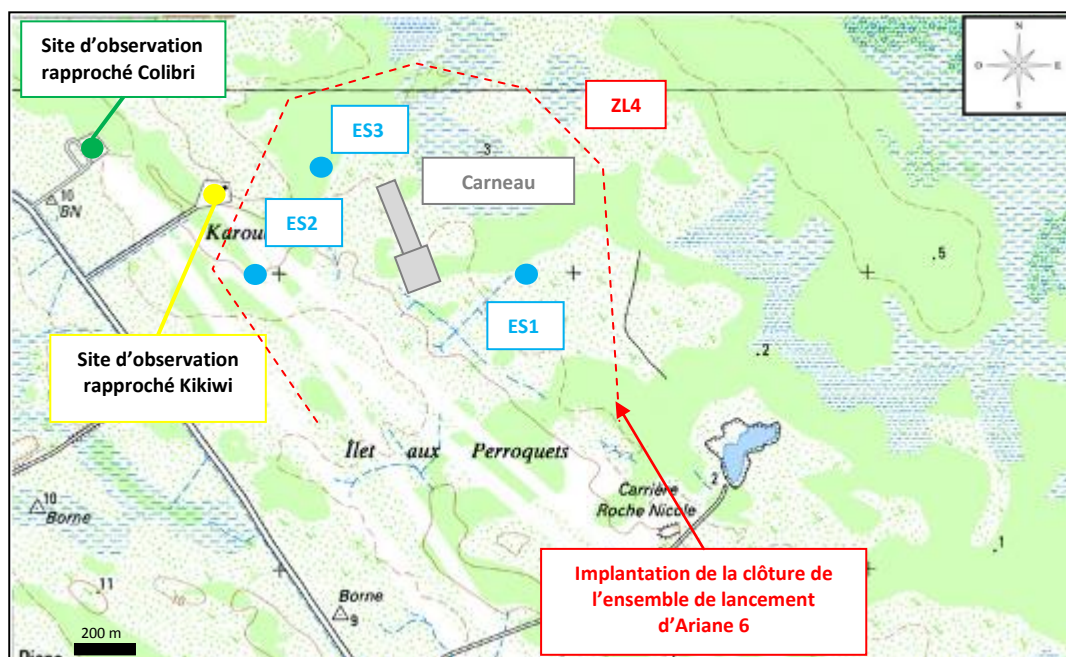 Site d'observation
rapproché Colibri
N
O
E
S
ZL4
ES3
3
Carneau
10
BN
ES2
Karou
5
ES1
Site d'observation
rapproché Kikiwi
2
Îlet aux Perroquets
2
Carrière
Roche Nicole
10
Borne
1
Implantation de la clôture de
l'ensemble de lancement
d'Ariane 6
11
10
Borne
9
200 m